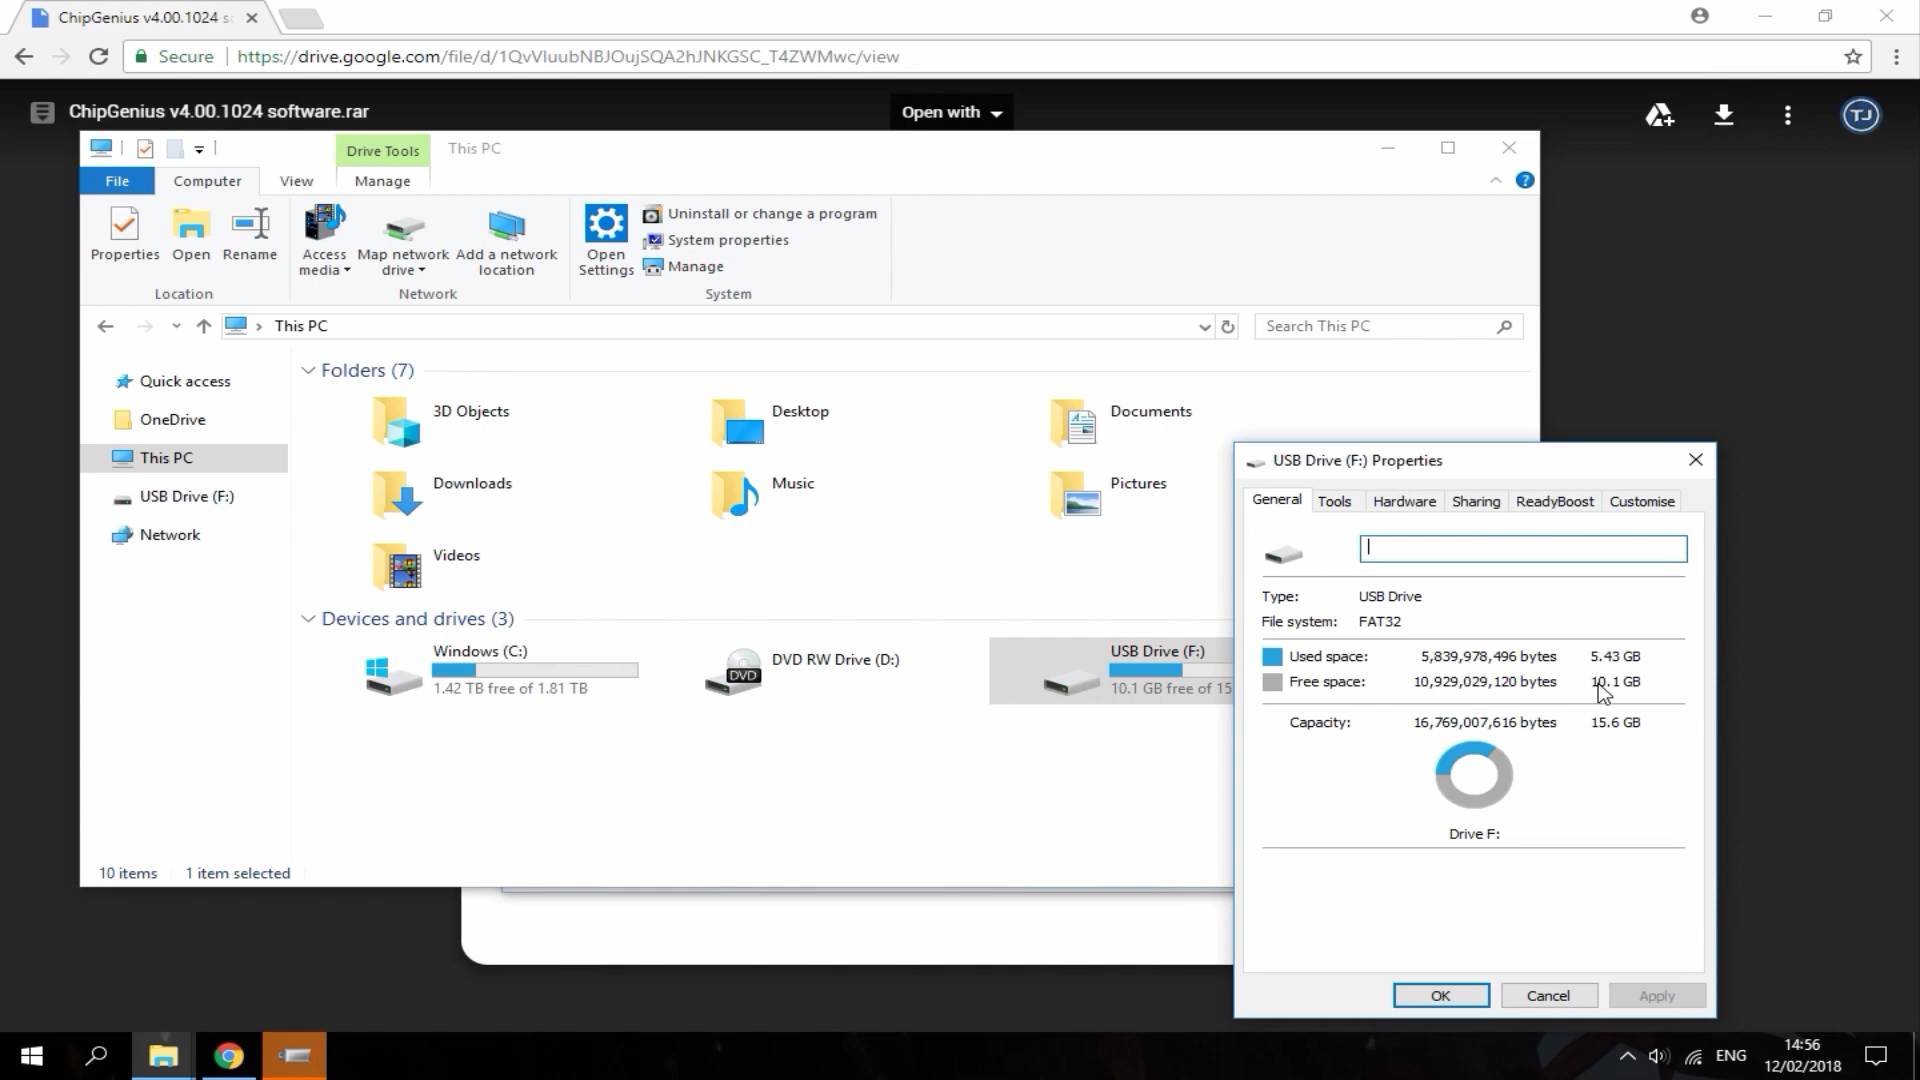 ChipGenius v4.00.1024 s
Secure
https://drive.google.com/file/d/1QvVIuubNBJOujSQA2hJNKGSC_T4ZWMwc/view
ChipGenius v4.00.1024 software.rar
Open with
TJ
Drive Tools
This PC
File
Computer
View
Manage
Properties
Open
Rename
Access media
Map network drive
Add a network location
Open Settings
Uninstall or change a program
System properties
Manage
Location
Network
System
This PC
Search This PC
Quick access
OneDrive
This PC
USB Drive (F:)
Network
Folders (7)
3D Objects
Desktop
Documents
Downloads
Music
Pictures
Videos
Devices and drives (3)
Windows (C:)
1.42 TB free of 1.81 TB
DVD RW Drive (D:)
DVD
USB Drive (F:)
10.1 GB free of 15
10 items
1 item selected
USB Drive (F:) Properties
General
Tools
Hardware
Sharing
ReadyBoost
Customise
Type: USB Drive
File system: FAT32
Used space: 5,839,978,496 bytes 5.43 GB
Free space: 10,929,029,120 bytes 10.1 GB
Capacity: 16,769,007,616 bytes 15.6 GB
Drive F:
OK
Cancel
Apply
ENG
14:56
12/02/2018